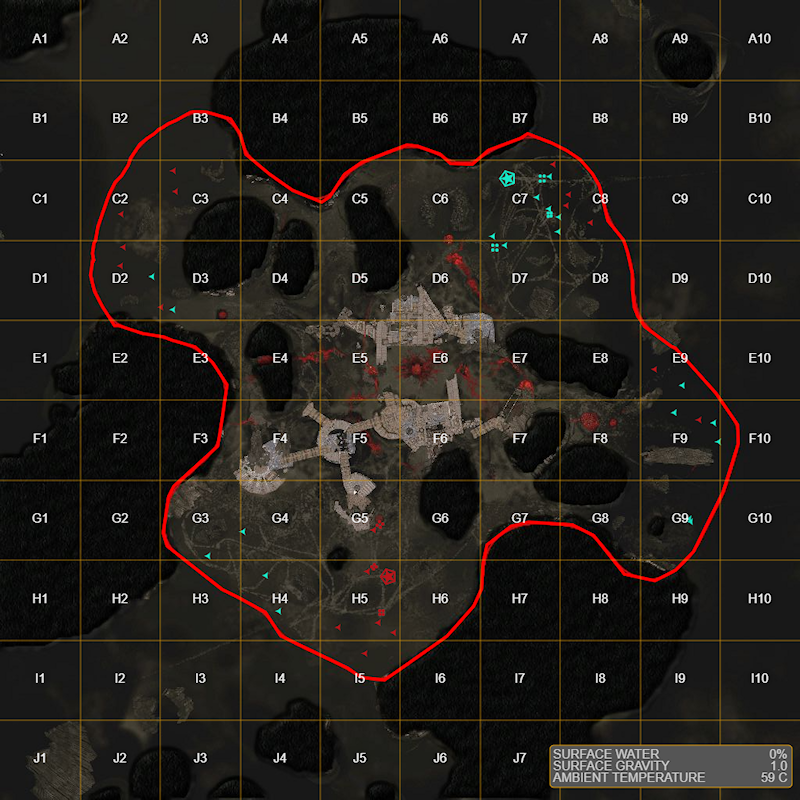 A1 A2 A3 A4 A5 A6 A7 A8 A9 A10
B1 B2 B3 B4 B5 B6 B7 B8 B9 B10
C1 C2 C3 C4 C5 C6 C7 C8 C9 C10
D1 D2 D3 D4 D5 D6 D7 D8 D9 D10
E1 E2 E3 E4 E5 E6 E7 E8 E9 E10
F1 F2 F3 F4 F5 F6 F7 F8 F9 F10
G1 G2 G3 G4 G5 G6 G7 G8 G9 G10
H1 H2 H3 H4 H5 H6 H7 H8 H9 H10
I1 I2 I3 I4 I5 I6 I7 I8 I9 I10
J1 J2 J3 J4 J5 J6 J7
SURFACE WATER 0%
SURFACE GRAVITY 1.0
AMBIENT TEMPERATURE 59 C